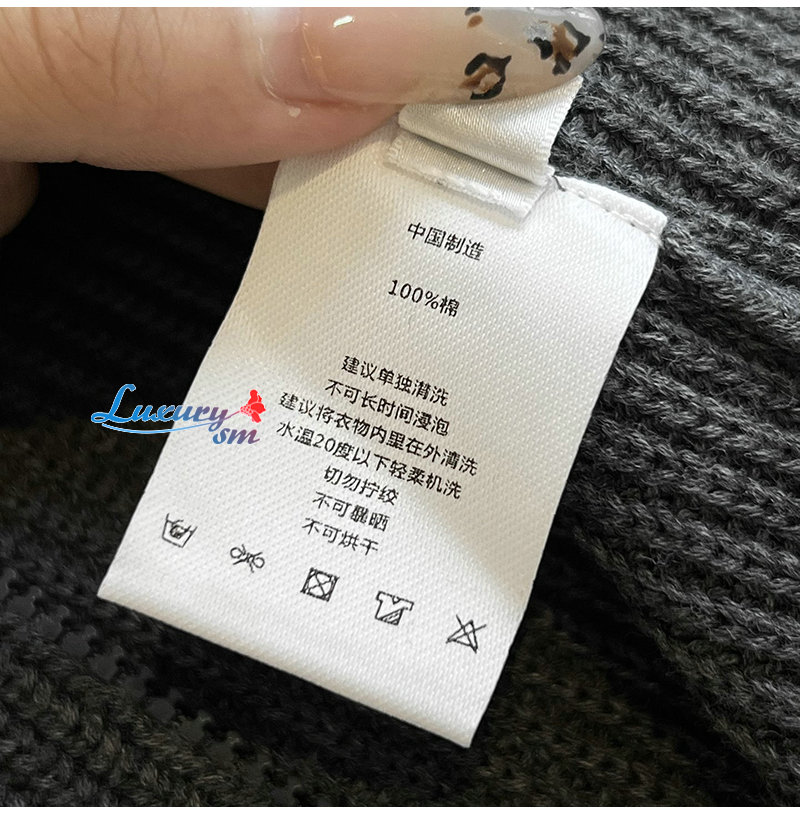 中国制造
100%棉
建议单独清洗
不可长时间浸泡
建议将衣物内里在外清洗
水温20度以下轻柔机洗
切勿拧绞
不可暴晒
不可烘干
Luxury
sm